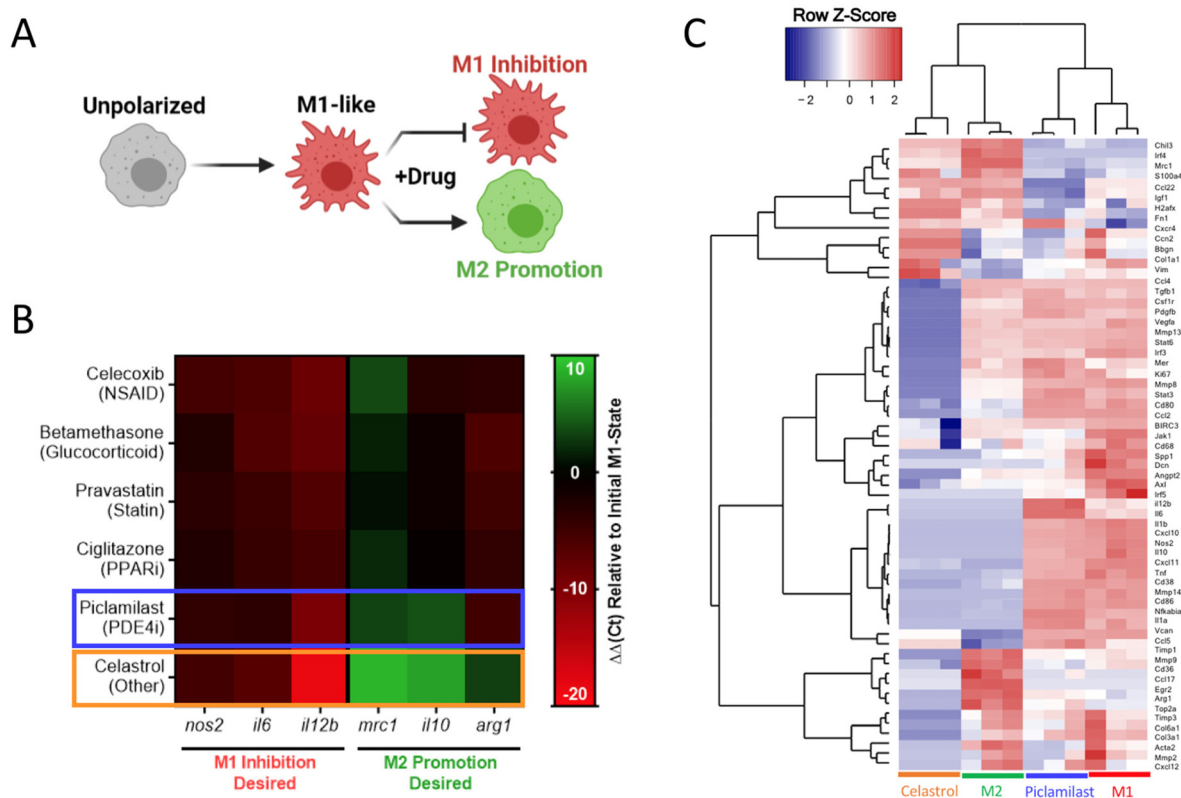 A
Unpolarized
M1-like
+Drug
M1 Inhibition
M2 Promotion
B
Celecoxib
(NSAID)
Betamethasone
(Glucocorticoid)
Pravastatin
(Statin)
Ciglitazone
(PPARi)
Piclamilast
(PDE4i)
Celastrol
(Other)
nos2 il6 il12b mrc1 il10 arg1
M1 Inhibition
Desired
M2 Promotion
Desired
10
0
-10
-20
ΔΔ(Ct) Relative to Initial M1-State
C
Row Z-Score
−2 0 1 2
Chil3
Irf4
Mrc1
S100a4
Ccl22
Igf1
H2afx
Fn1
Cxcr4
Ccn2
Bbgn
Col1a1
Vim
Ccl4
Tgfb1
Csf1r
Pdgfb
Vegfa
Mmp13
Stat6
Irf3
Mer
Ki67
Mmp8
Stat3
Cd80
Ccl2
BIRC3
Jak1
Cd68
Spp1
Dcn
Angpt2
Axl
Irf5
il12b
Il6
Il1b
Cxcl10
Nos2
Il10
Cxcl11
Tnf
Cd38
Mmp14
Cd86
Nfkabia
Il1a
Vcan
Ccl5
Timp1
Mmp9
Cd36
Ccl17
Egr2
Arg1
Top2a
Timp3
Col6a1
Col3a1
Acta2
Mmp2
Cxcl12
Celastrol M2 Piclamilast M1